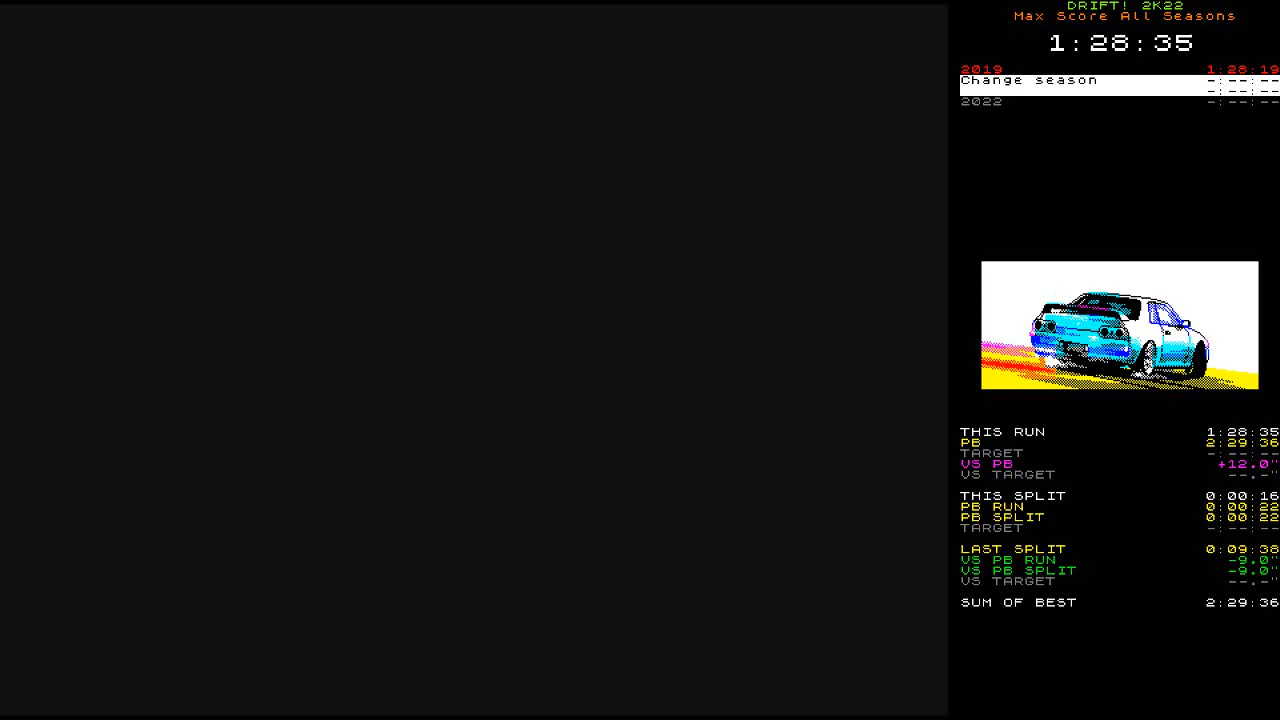 DRIFT! 2K22
Max Score All Seasons
1:28:35
2019 1:28:19
Change season -:--:--
-:--:--
2022 -:--:--
THIS RUN 1:28:35
PB 2:29:36
TARGET -:--:--
VS PB +12.0"
VS TARGET --.-"
THIS SPLIT 0:00:16
PB RUN 0:00:22
PB SPLIT 0:00:22
TARGET -:--:--
LAST SPLIT 0:09:38
VS PB RUN -9.0"
VS PB SPLIT -9.0"
VS TARGET --.-"
SUM OF BEST 2:29:36